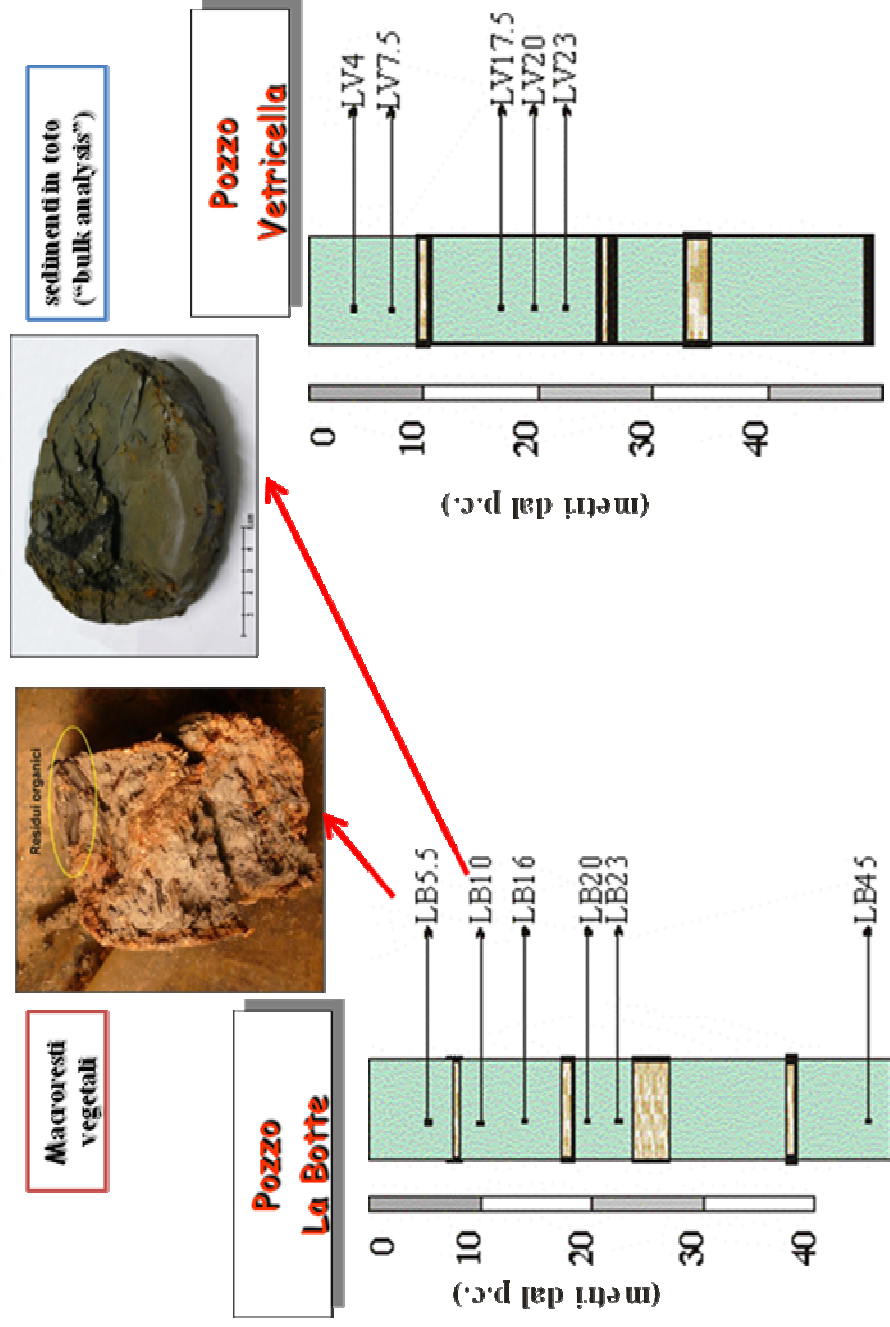 Macroresti
vegetali
sedimenti in toto
("bulk analysis")
Residui organici
Pozzo
La Botte
Pozzo
Vetricella
0
10
20
30
40
(metri dal p.c.)
LB5.5
LB10
LB16
LB20
LB23
LB45
0
10
20
30
40
(metri dal p.c.)
LV4
LV7.5
LV17.5
LV20
LV23